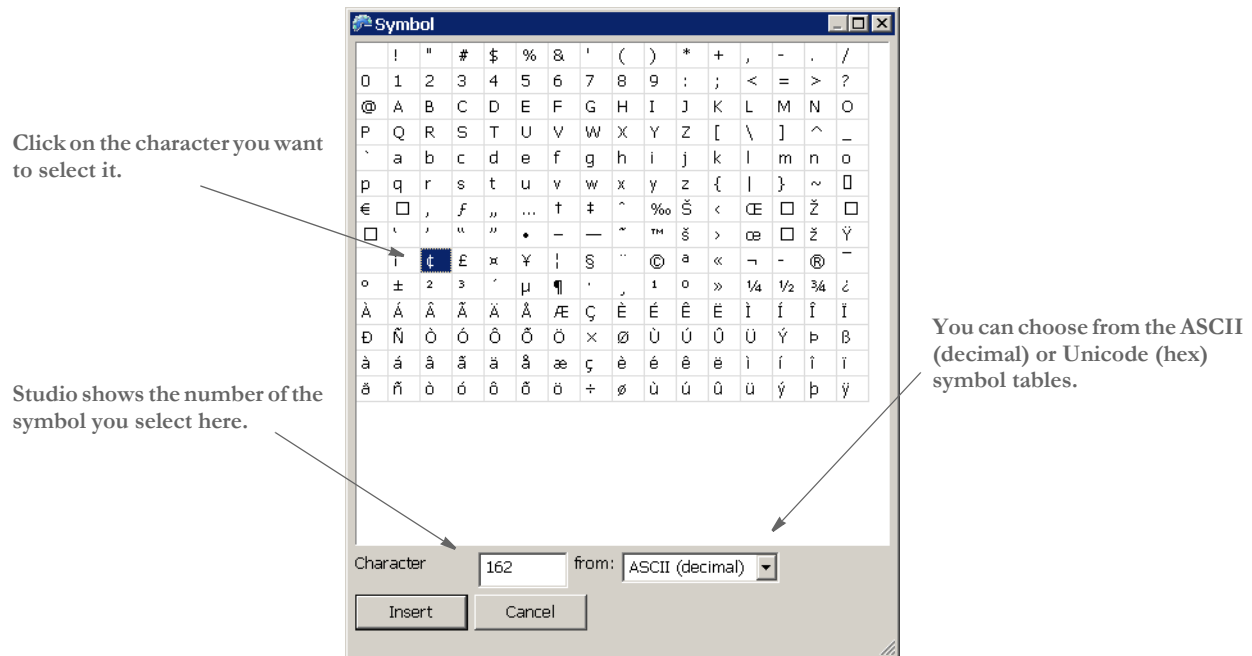 Symbol
! " # $ % & ' ( ) * + , - . /
0 1 2 3 4 5 6 7 8 9 : ; < = > ?
@ A B C D E F G H I J K L M N O
P Q R S T U V W X Y Z [ \ ] ^ _
Click on the character you want
to select it.
` a b c d e f g h i j k l m n o
p q r s t u v w x y z { | } ~ 
€ □ ‚ ƒ „ … † ‡ ˆ ‰ Š ‹ Œ □ Ž □
□ ‘ ’ “ ” • – — ˜ ™ š › œ □ ž Ÿ
¡ ¢ £ ¤ ¥ ¦ § ¨ © ª « ¬ - ® ¯
° ± ² ³ ´ µ ¶ · ¸ ¹ º » ¼ ½ ¾ ¿
À Á Â Ã Ä Å Æ Ç È É Ê Ë Ì Í Î Ï
Ð Ñ Ò Ó Ô Õ Ö × Ø Ù Ú Û Ü Ý Þ ß
à á â ã ä å æ ç è é ê ë ì í î ï
ð ñ ò ó ô õ ö ÷ ø ù ú û ü ý þ ÿ
You can choose from the ASCII
(decimal) or Unicode (hex)
symbol tables.
Studio shows the number of the
symbol you select here.
Character 162 from: ASCII (decimal)
Insert Cancel